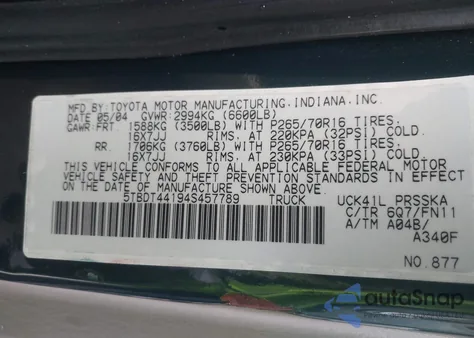 MFD.BY: TOYOTA MOTOR MANUFACTURING, INDIANA, INC.
DATE 05/04 GVWR: 2994KG (6600LB)
GAWR: FRT 1588KG (3500LB) WITH P265/70R16 TIRES.
16X7JJ RIMS. AT 220KPA (32PSI) COLD.
RR 1706KG (3760LB) WITH P265/70R16 TIRES.
16X7JJ RIMS. AT 230KPA (33PSI) COLD.
THIS VEHICLE CONFORMS TO ALL APPLICABLE FEDERAL MOTOR
VEHICLE SAFETY AND THEFT PREVENTION STANDARDS IN EFFECT
ON THE DATE OF MANUFACTURE SHOWN ABOVE.
5TBDT44194S457789 TRUCK
UCK41L PRSSKA
C/TR 6Q7/FN11
A/TM A04B/
A340F
NO.877
autoSnap